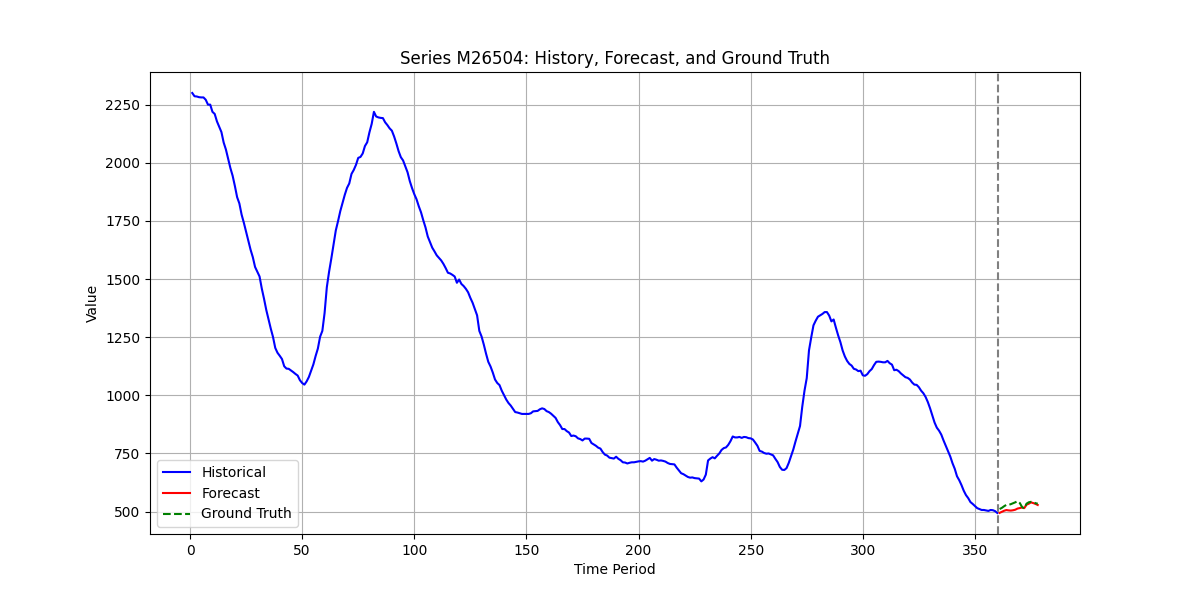 Series M26504: History, Forecast, and Ground Truth
Value
2250
2000
1750
1500
1250
1000
750
500
Historical
Forecast
Ground Truth
0 50 100 150 200 250 300 350
Time Period